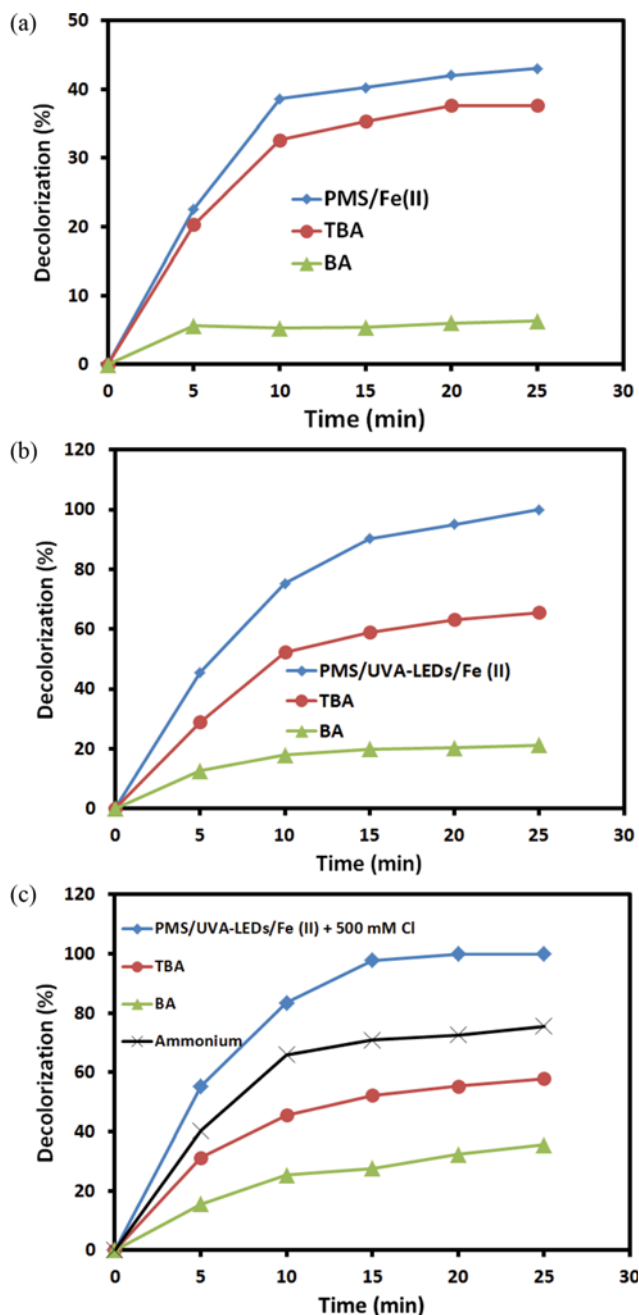 (a)
50
40
30
20
10
0
Decolorization (%)
PMS/Fe(II)
TBA
BA
0 5 10 15 20 25 30
Time (min)
(b)
120
100
80
60
40
20
0
Decolorization (%)
PMS/UVA-LEDs/Fe (II)
TBA
BA
0 5 10 15 20 25 30
Time (min)
(c)
120
100
80
60
40
20
0
Decolorization (%)
PMS/UVA-LEDs/Fe (II) + 500 mM Cl
TBA
BA
Ammonium
0 5 10 15 20 25 30
Time (min)